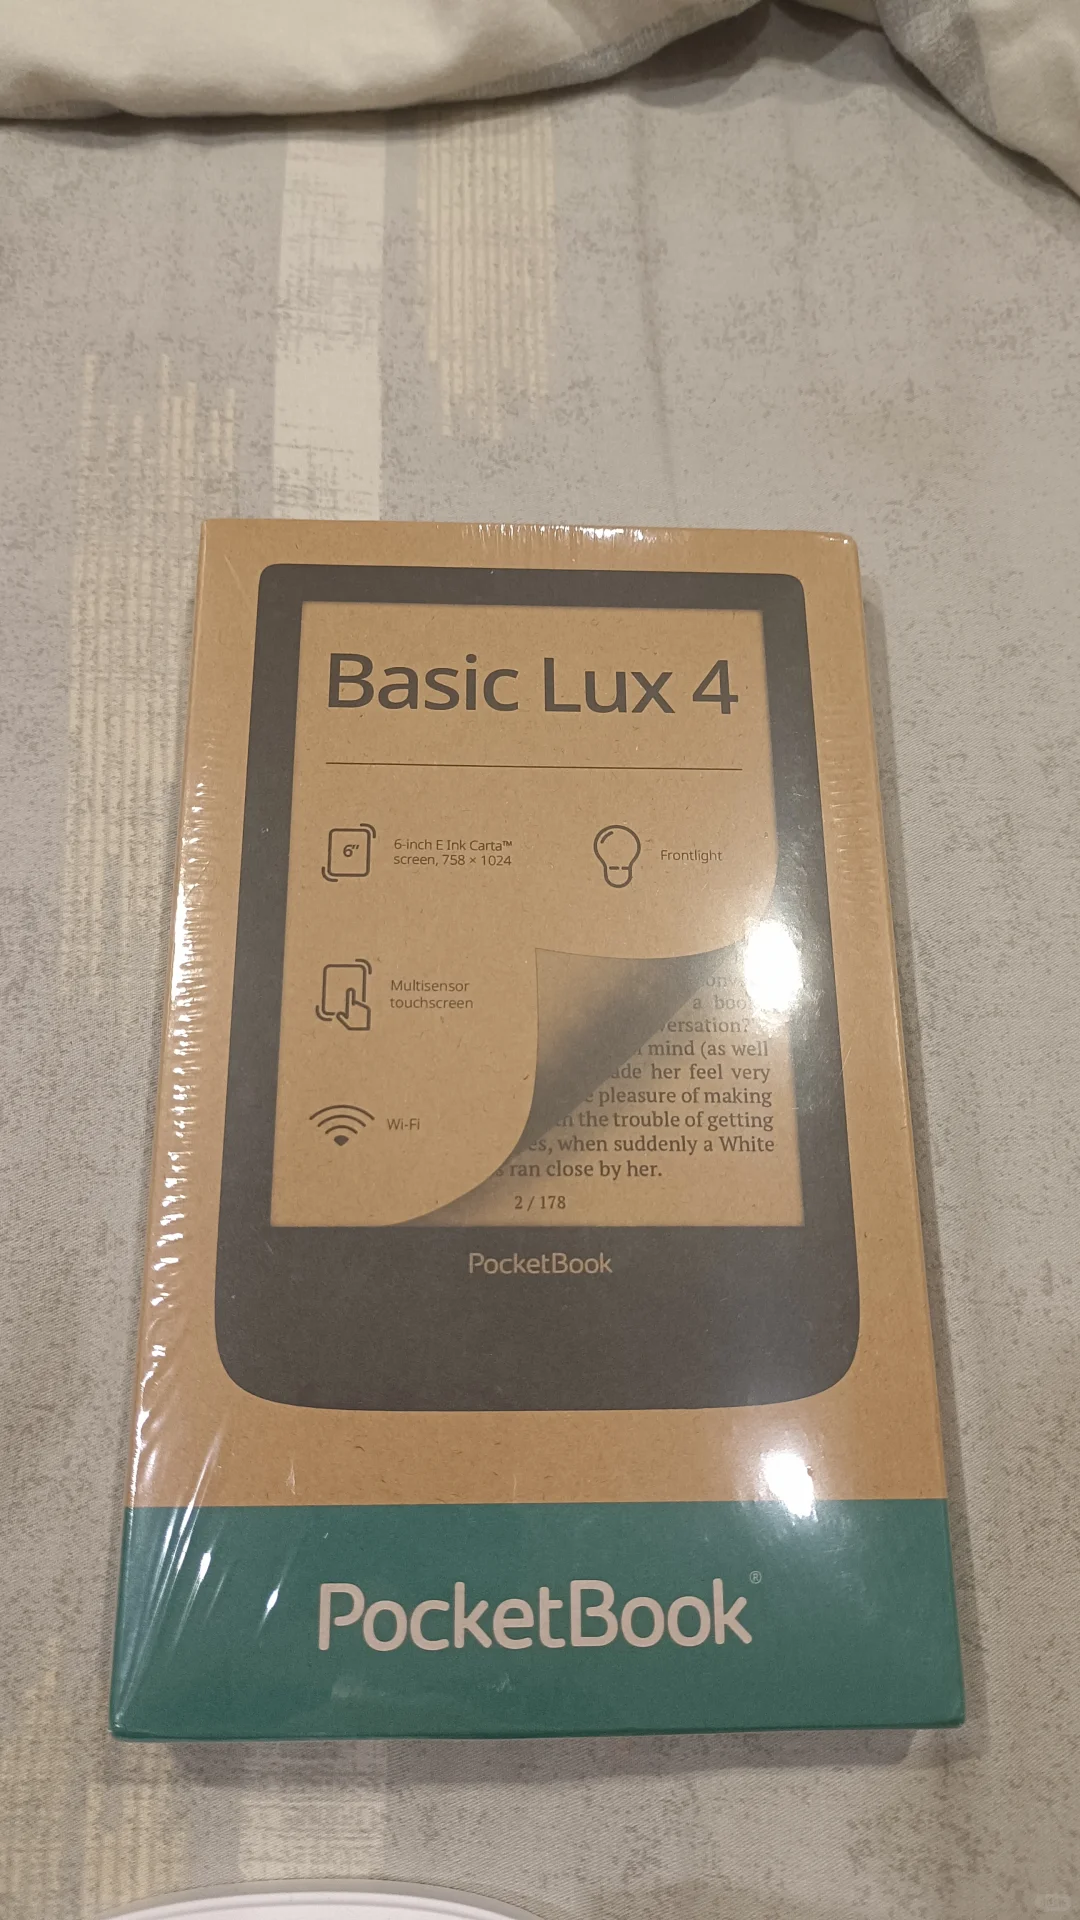 Basic Lux 4
6"
6-inch E Ink Carta™
screen, 758 × 1024
Frontlight
Multisensor
touchscreen
Wi-Fi
a
versation?
mind (as well
her feel very
pleasure of making
the trouble of getting
when suddenly a White
ran close by her.
2 / 178
PocketBook
PocketBook®